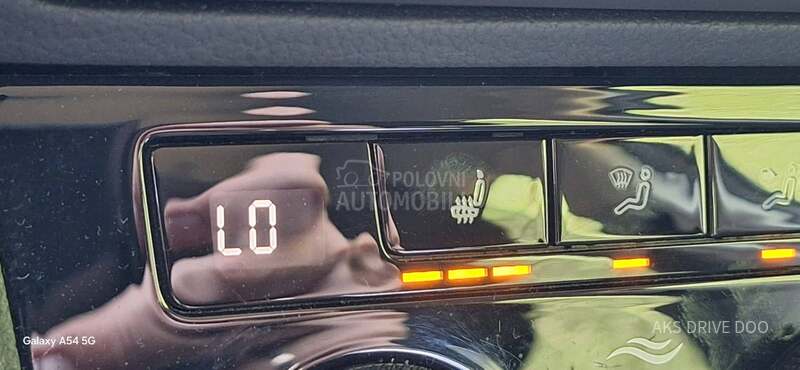 POLOVNI
AUTOMOBILI
LO
Galaxy A54 5G
AKS DRIVE DOO